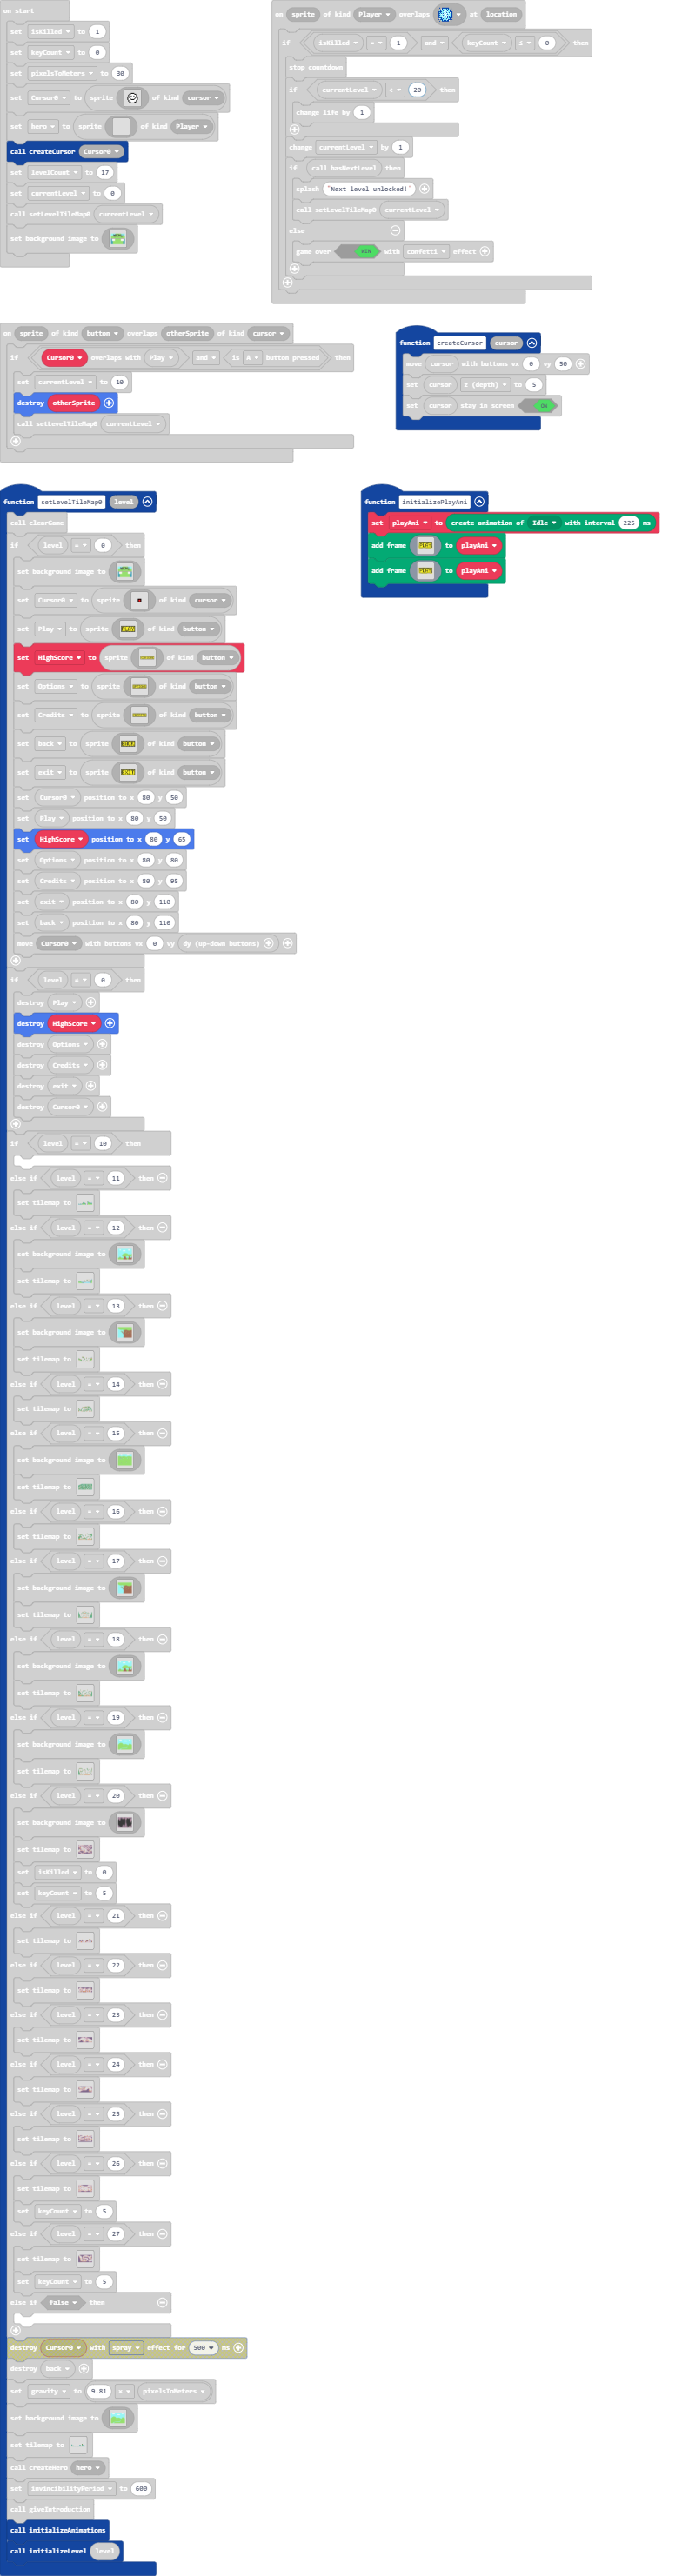 on start
set isKilled to 1
set keyCount to 0
set pixelsToMeters to 30
set Cursor0 to sprite of kind cursor
set hero to sprite of kind Player
call createCursor Cursor0
set levelCount to 17
set currentLevel to 0
call setLevelTileMap0 currentLevel
set background image to
on sprite of kind Player overlaps at location
if isKilled = 1 and keyCount ≤ 0 then
stop countdown
if currentLevel < 20 then
change life by 1
change currentLevel by 1
if call hasNextLevel then
splash "Next level unlocked!"
call setLevelTileMap0 currentLevel
else
game over WIN with confetti effect
on sprite of kind button overlaps otherSprite of kind cursor
if Cursor0 overlaps with Play and is A button pressed then
set currentLevel to 10
destroy otherSprite
call setLevelTileMap0 currentLevel
function createCursor cursor
move cursor with buttons vx 0 vy 50
set cursor z (depth) to 5
set cursor stay in screen ON
function setLevelTileMap0 level
call clearGame
if level = 0 then
set background image to
set Cursor0 to sprite of kind cursor
set Play to sprite of kind button
set HighScore to sprite of kind button
set Options to sprite of kind button
set Credits to sprite of kind button
set back to sprite of kind button
set exit to sprite of kind button
set Cursor0 position to x 80 y 50
set Play position to x 80 y 50
set HighScore position to x 80 y 65
set Options position to x 80 y 80
set Credits position to x 80 y 95
set exit position to x 80 y 110
set back position to x 80 y 110
move Cursor0 with buttons vx 0 vy dy (up-down buttons)
if level ≠ 0 then
destroy Play
destroy HighScore
destroy Options
destroy Credits
destroy exit
destroy Cursor0
if level = 10 then
else if level = 11 then
set tilemap to
else if level = 12 then
set background image to
set tilemap to
else if level = 13 then
set background image to
set tilemap to
else if level = 14 then
set tilemap to
else if level = 15 then
set background image to
set tilemap to
else if level = 16 then
set tilemap to
else if level = 17 then
set background image to
set tilemap to
else if level = 18 then
set background image to
set tilemap to
else if level = 19 then
set background image to
set tilemap to
else if level = 20 then
set background image to
set tilemap to
set isKilled to 0
set keyCount to 5
else if level = 21 then
set tilemap to
else if level = 22 then
set tilemap to
else if level = 23 then
set tilemap to
else if level = 24 then
set tilemap to
else if level = 25 then
set tilemap to
else if level = 26 then
set tilemap to
set keyCount to 5
else if level = 27 then
set tilemap to
set keyCount to 5
else if false then
destroy Cursor0 with spray effect for 500 ms
destroy back
set gravity to 9.81 x pixelsToMeters
set background image to
set tilemap to
call createHero hero
set invincibilityPeriod to 600
call giveIntroduction
call initializeAnimations
call initializeLevel level
function initializePlayAni
set playAni to create animation of Idle with interval 225 ms
add frame PLAY to playAni
add frame PLAY to playAni